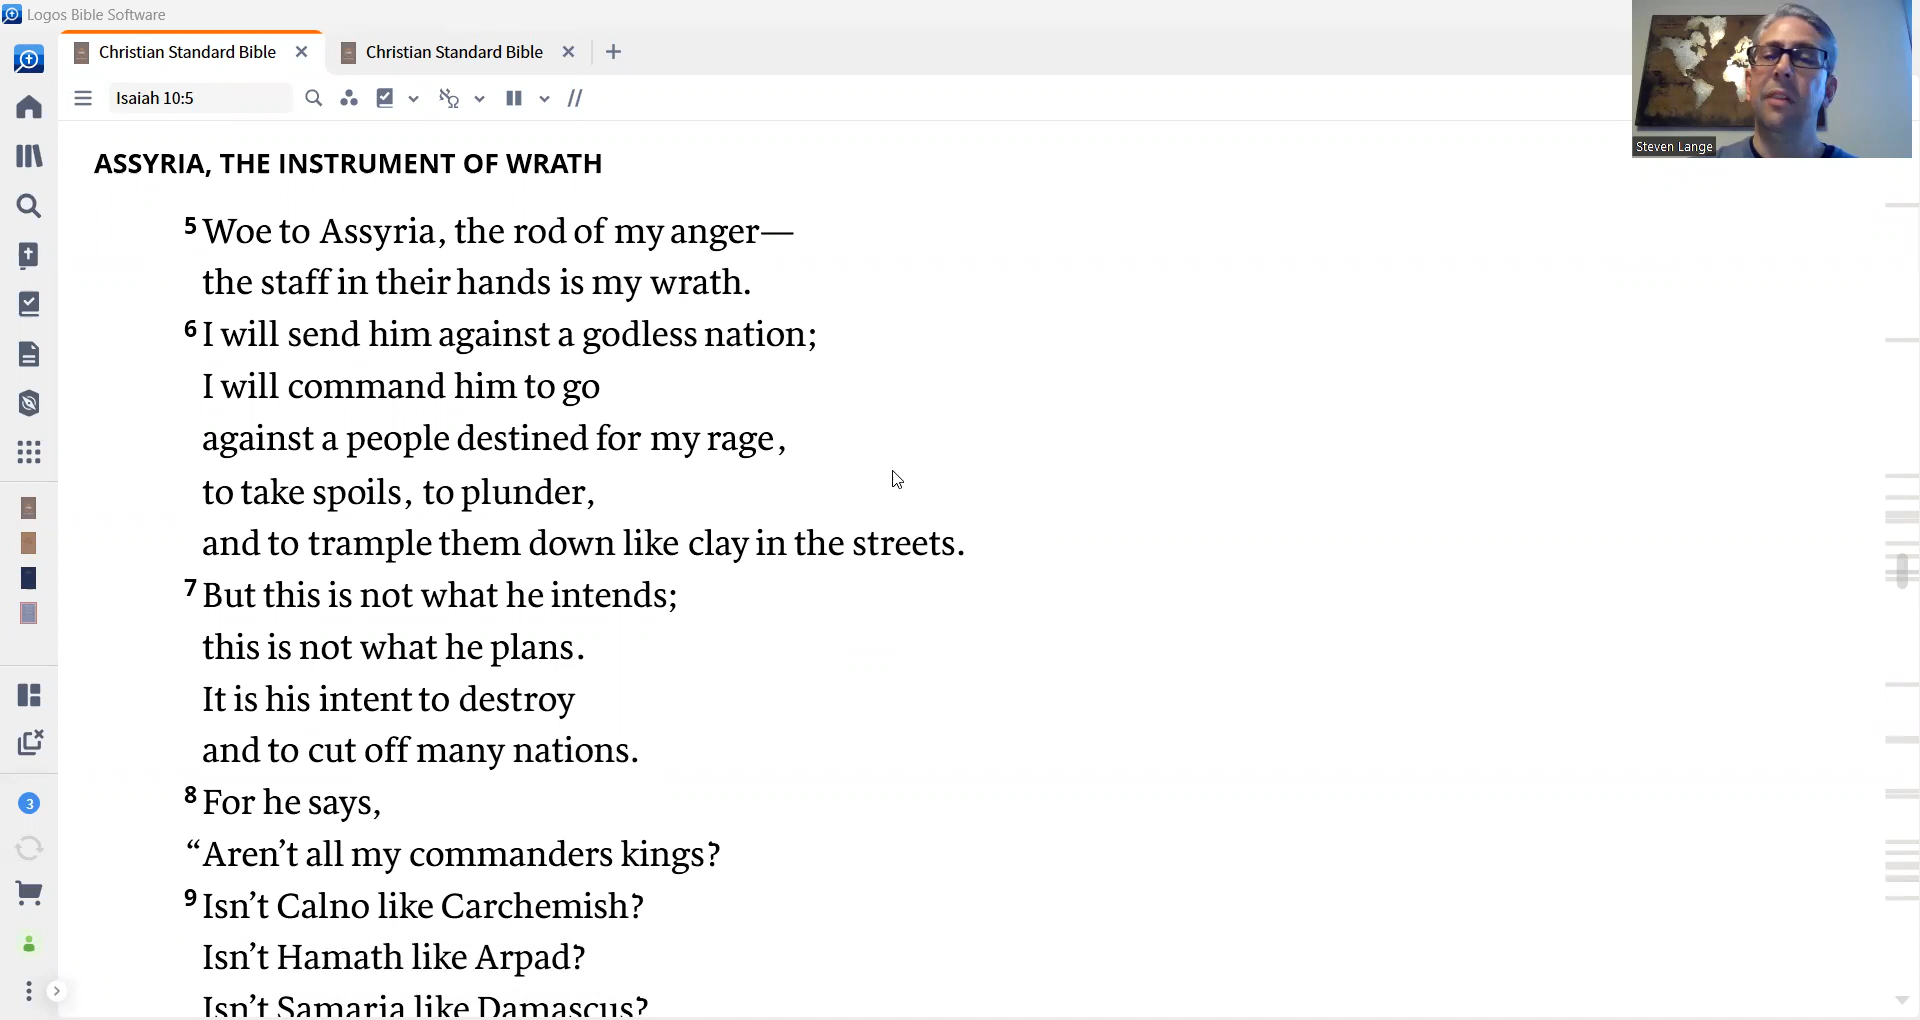 Logos Bible Software
Christian Standard Bible
Christian Standard Bible
Isaiah 10:5
Steven Lange
ASSYRIA, THE INSTRUMENT OF WRATH
5 Woe to Assyria, the rod of my anger—
the staff in their hands is my wrath.
6 I will send him against a godless nation;
I will command him to go
against a people destined for my rage,
to take spoils, to plunder,
and to trample them down like clay in the streets.
7 But this is not what he intends;
this is not what he plans.
It is his intent to destroy
and to cut off many nations.
8 For he says,
“Aren’t all my commanders kings?
9 Isn’t Calno like Carchemish?
Isn’t Hamath like Arpad?
Isn’t Samaria like Damascus?
3